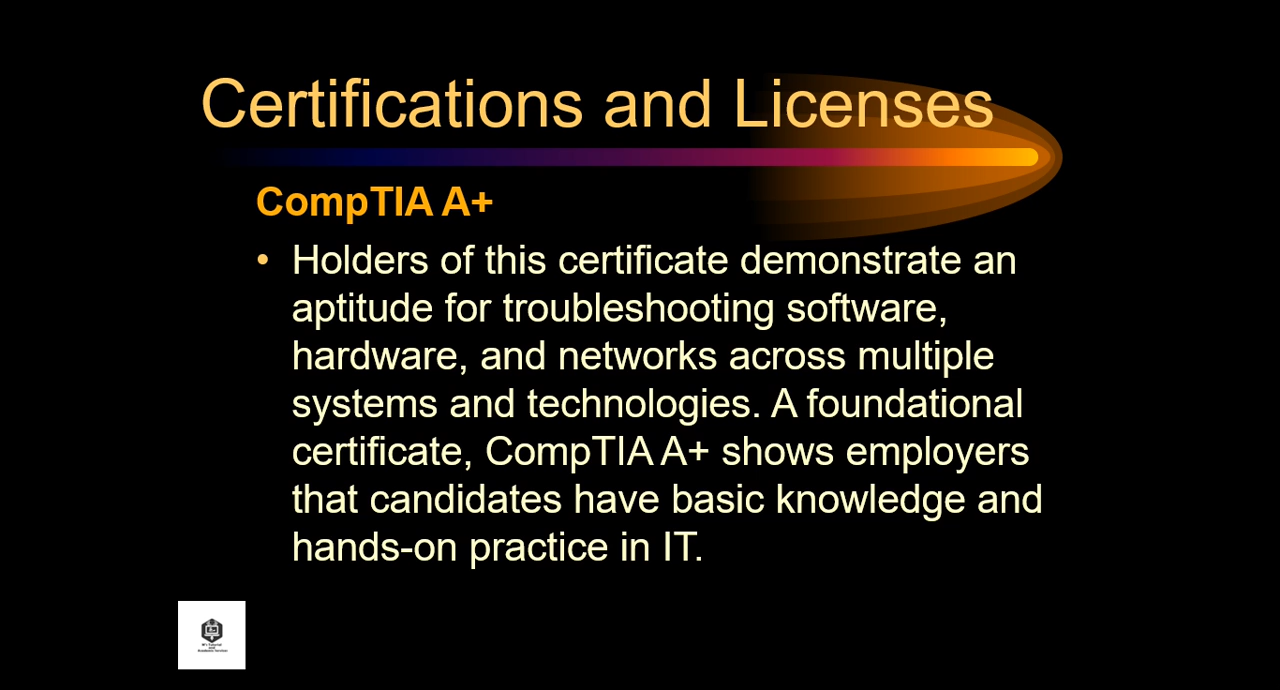 Certifications and Licenses
CompTIA A+
• Holders of this certificate demonstrate an
aptitude for troubleshooting software,
hardware, and networks across multiple
systems and technologies. A foundational
certificate, CompTIA A+ shows employers
that candidates have basic knowledge and
hands-on practice in IT.